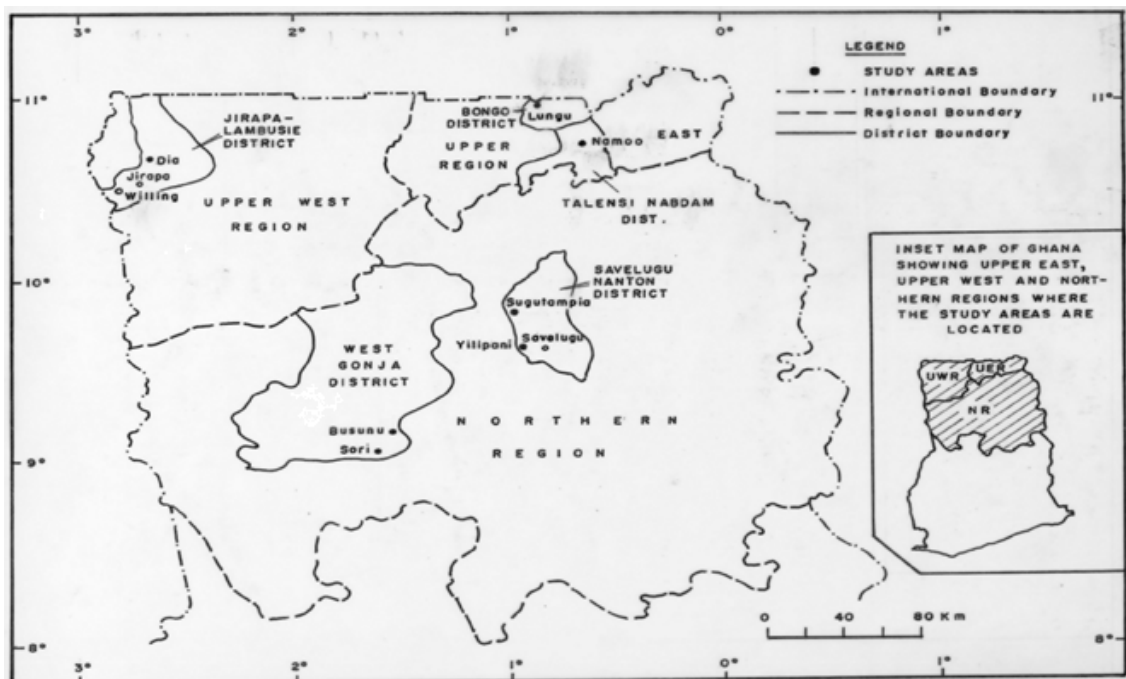 3° 2° 1° 0° 1°
LEGEND
STUDY AREAS
International Boundary
Regional Boundary
District Boundary
11° 11°
BONGO
DISTRICT
Lungu
UPPER EAST
REGION
Namoo
JIRAPA-
LAMBUSIE
DISTRICT
Dia
Jirapa
Willing
UPPER WEST
REGION
TALENSI NABDAM
DIST.
10°
SAVELUGU
NANTON
DISTRICT
Sugutampia
Yilipani Savelugu
WEST
GONJA
DISTRICT
Busunu
Sori
NORTHERN
REGION
9°
INSET MAP OF GHANA
SHOWING UPPER EAST,
UPPER WEST AND NORT-
HERN REGIONS WHERE
THE STUDY AREAS ARE
LOCATED
UWR UER
NR
0 40 80 Km
8° 8°
3° 2° 1° 0° 1°